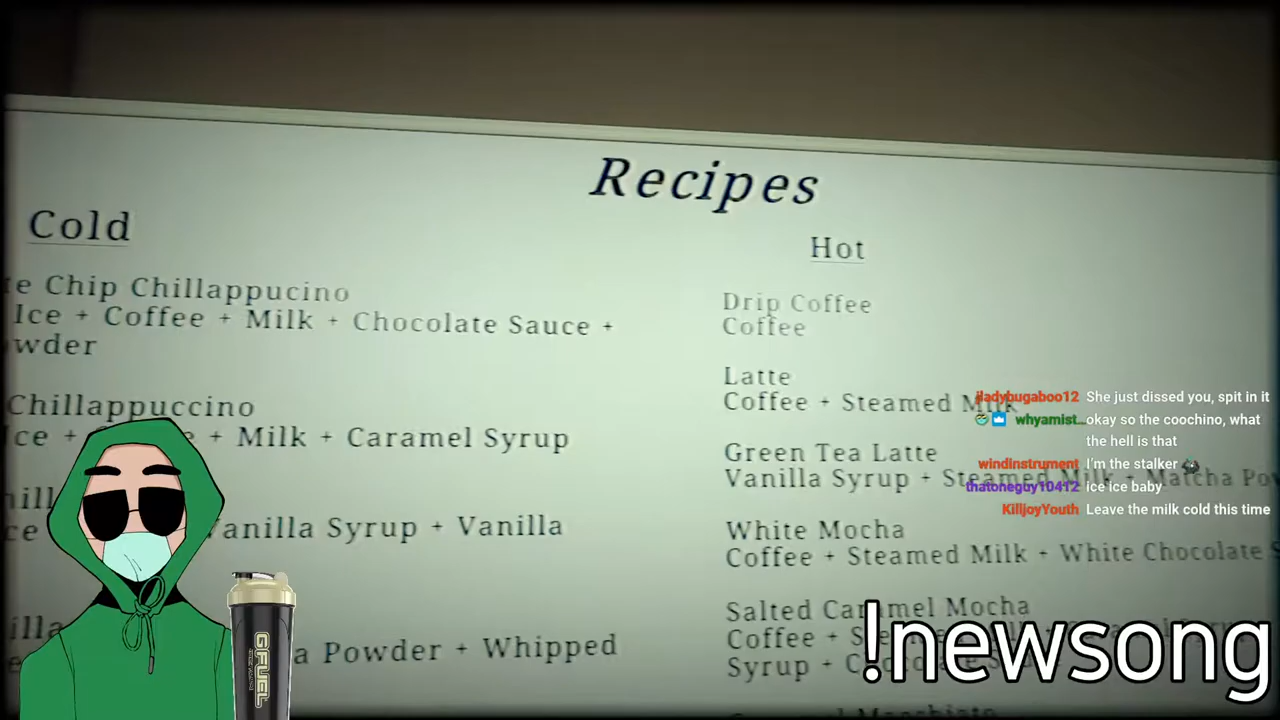 Recipes
Cold
Chip Chillappucino
Ice + Coffee + Milk + Chocolate Sauce +
Chillappuccino
+ Milk + Caramel Syrup
Vanilla Syrup + Vanilla
Powder + Whipped
Hot
Drip Coffee
Coffee
Latte
Coffee + Steamed Milk
Green Tea Latte
Vanilla Syrup + Steamed Milk + Matcha
White Mocha
Coffee + Steamed Milk + White Chocolate
Salted Caramel Mocha
Coffee +
Syrup +
jladybugaboo12 She just dissed you, spit in it
whyamist... okay so the coochino, what
the hell is that
windinstrument I'm the stalker
thatoneguy10412 ice ice baby
KilljoyYouth Leave the milk cold this time
!newsong
G FUEL